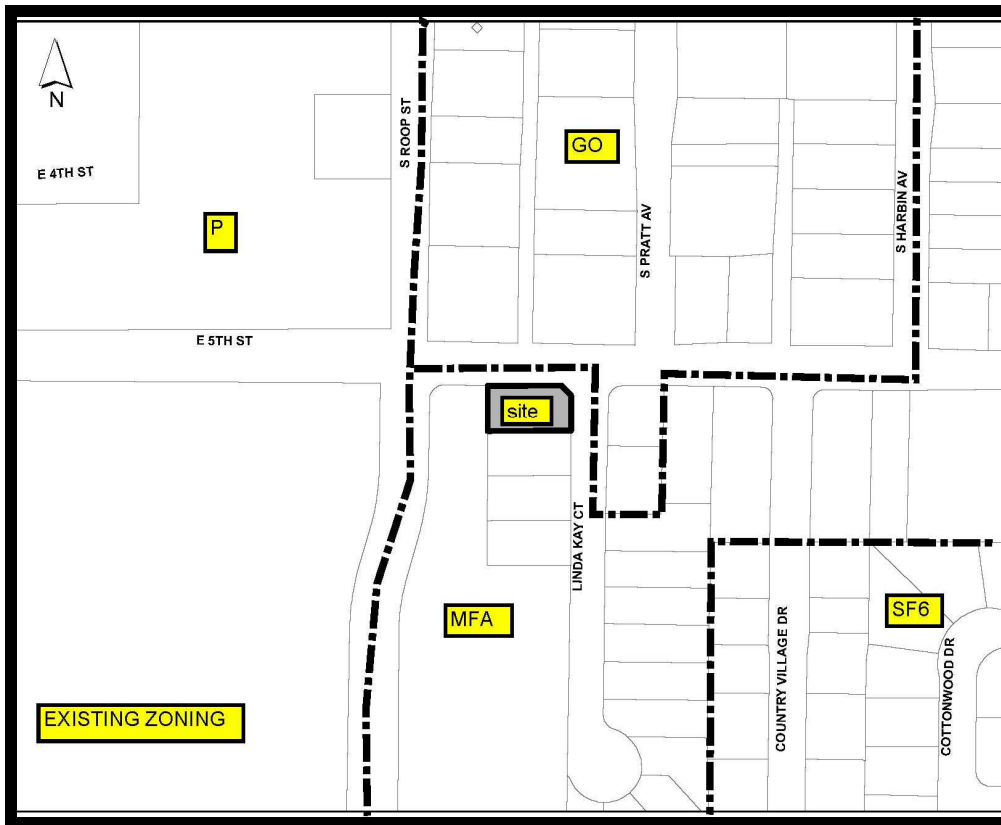 N
E 4TH ST
P
S ROOP ST
GO
S PRATT AV
S HARBIN AV
E 5TH ST
site
LINDA KAY CT
MFA
SF6
COUNTRY VILLAGE DR
COTTONWOOD DR
EXISTING ZONING